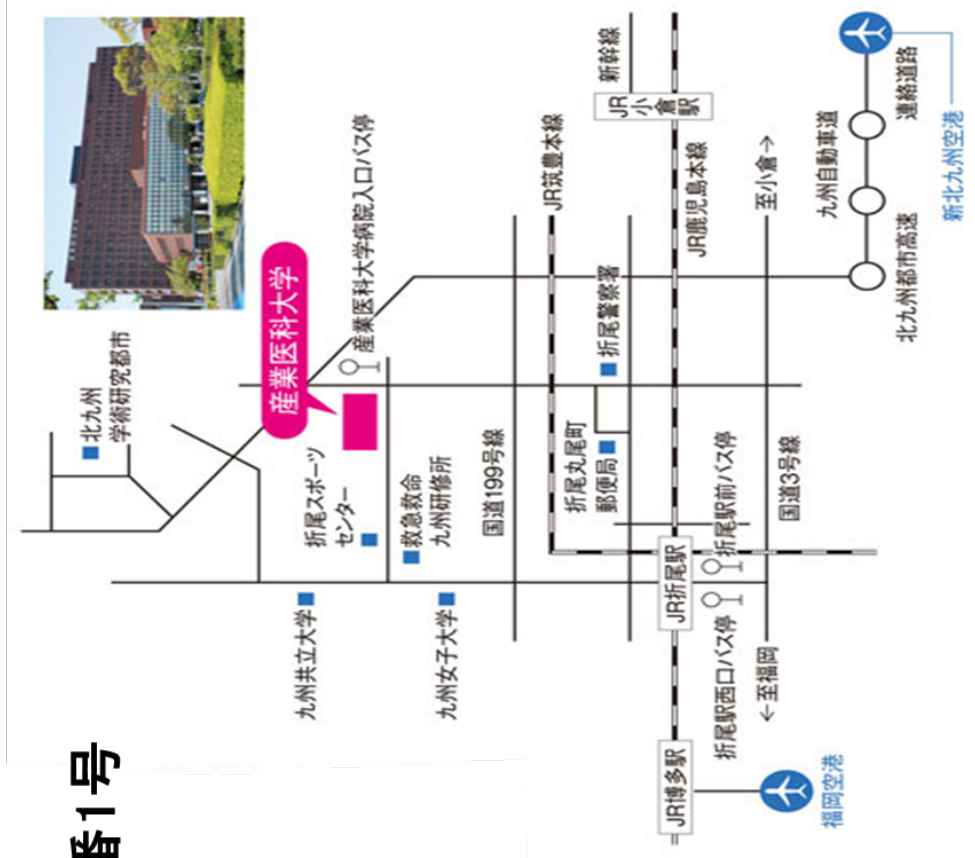 番1号
産業医科大学
北九州
学術研究都市
産業医科大学病院入口バス停
折尾スポーツ
センター
救急救命
九州研修所
九州共立大学
九州女子大学
国道199号線
JR筑豊本線
折尾丸尾町
郵便局
折尾警察署
新幹線
JR小倉駅
JR鹿児島本線
JR折尾駅
JR博多駅
折尾駅前バス停
折尾駅西口バス停
国道3号線
至小倉→
←至福岡
福岡空港
北九州都市高速
九州自動車道
連絡道路
新北九州空港